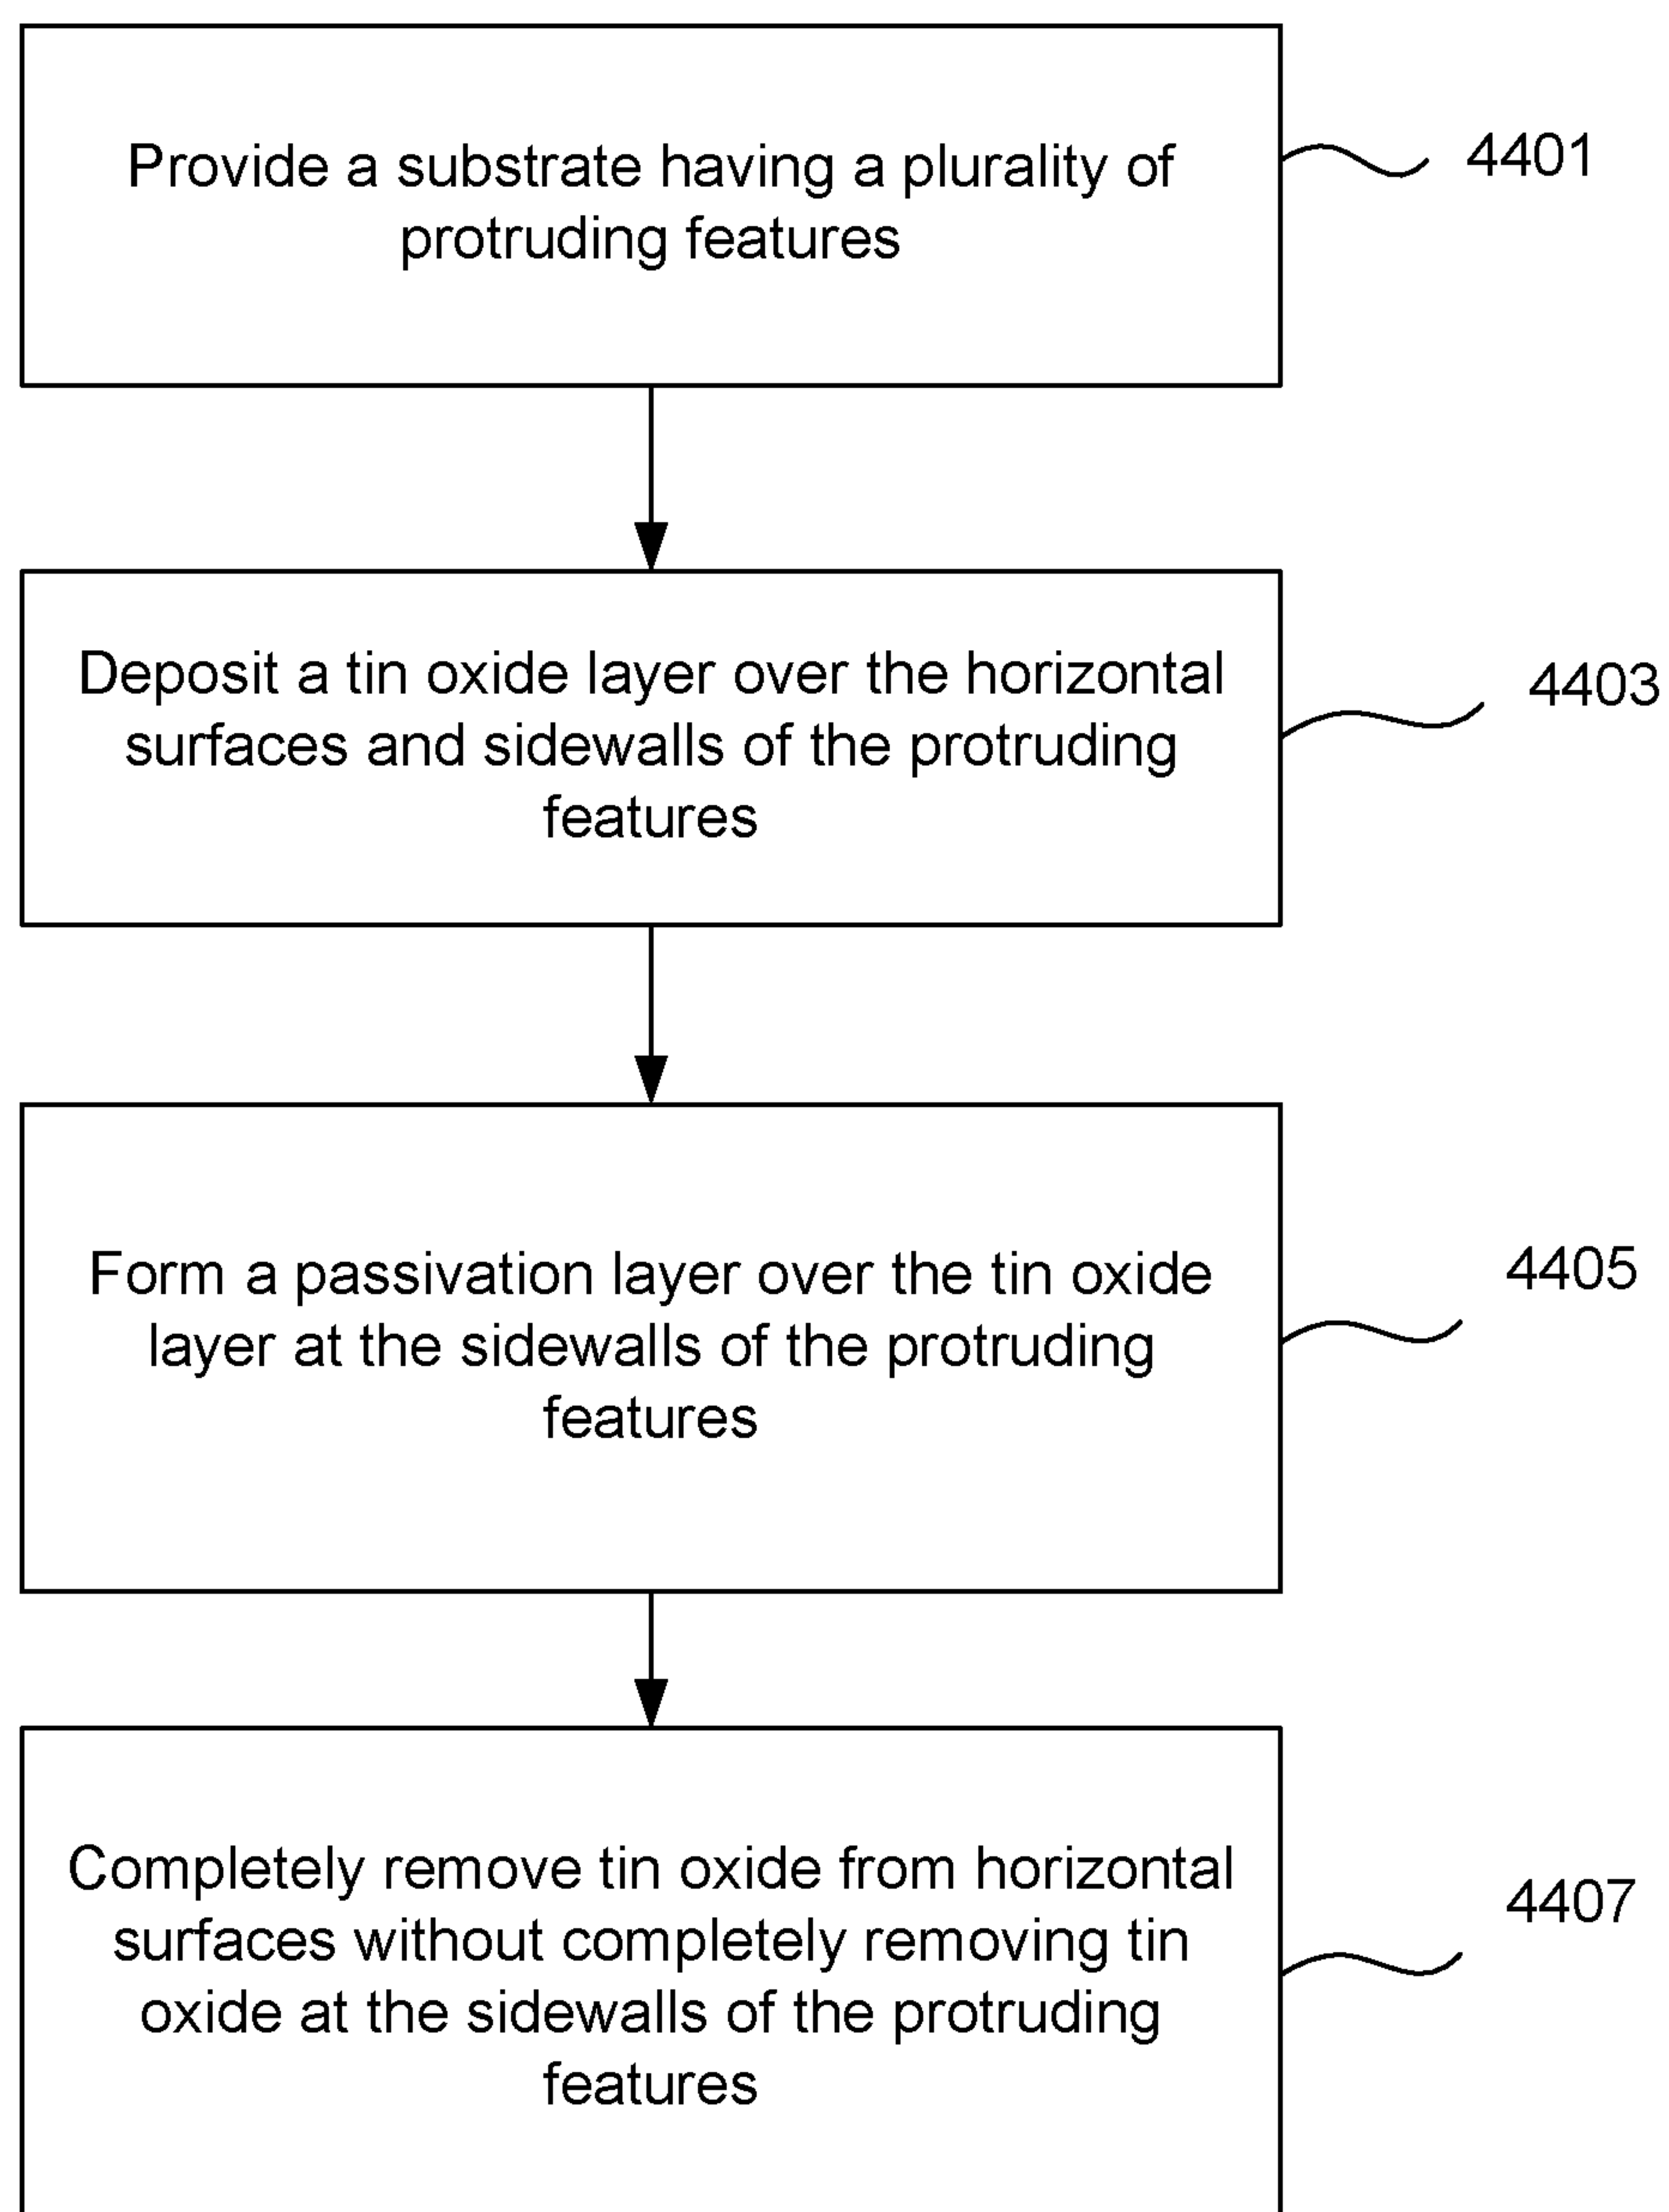 Provide a substrate having a plurality of
protruding features
4401
Deposit a tin oxide layer over the horizontal
surfaces and sidewalls of the protruding
features
4403
Form a passivation layer over the tin oxide
layer at the sidewalls of the protruding
features
4405
Completely remove tin oxide from horizontal
surfaces without completely removing tin
oxide at the sidewalls of the protruding
features
4407